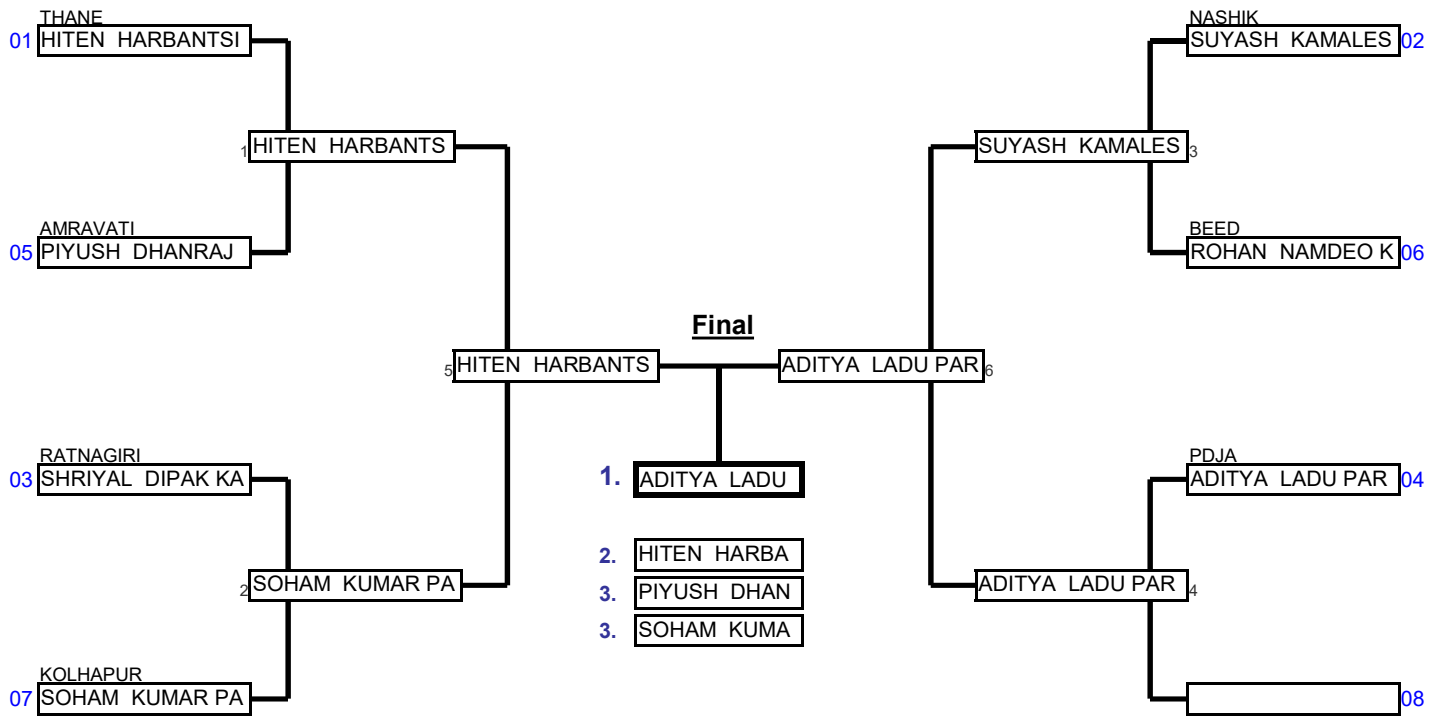 THANE
01 HITEN HARBANTSI
NASHIK
SUYASH KAMALES 02
1 HITEN HARBANTS
SUYASH KAMALES 3
AMRAVATI
05 PIYUSH DHANRAJ
BEED
ROHAN NAMDEO K 06
Final
5 HITEN HARBANTS
ADITYA LADU PAR 6
RATNAGIRI
03 SHRIYAL DIPAK KA
1. ADITYA LADU
PDJA
ADITYA LADU PAR 04
2. HITEN HARBA
3. PIYUSH DHAN
3. SOHAM KUMA
2 SOHAM KUMAR PA
ADITYA LADU PAR 4
KOLHAPUR
07 SOHAM KUMAR PA
08